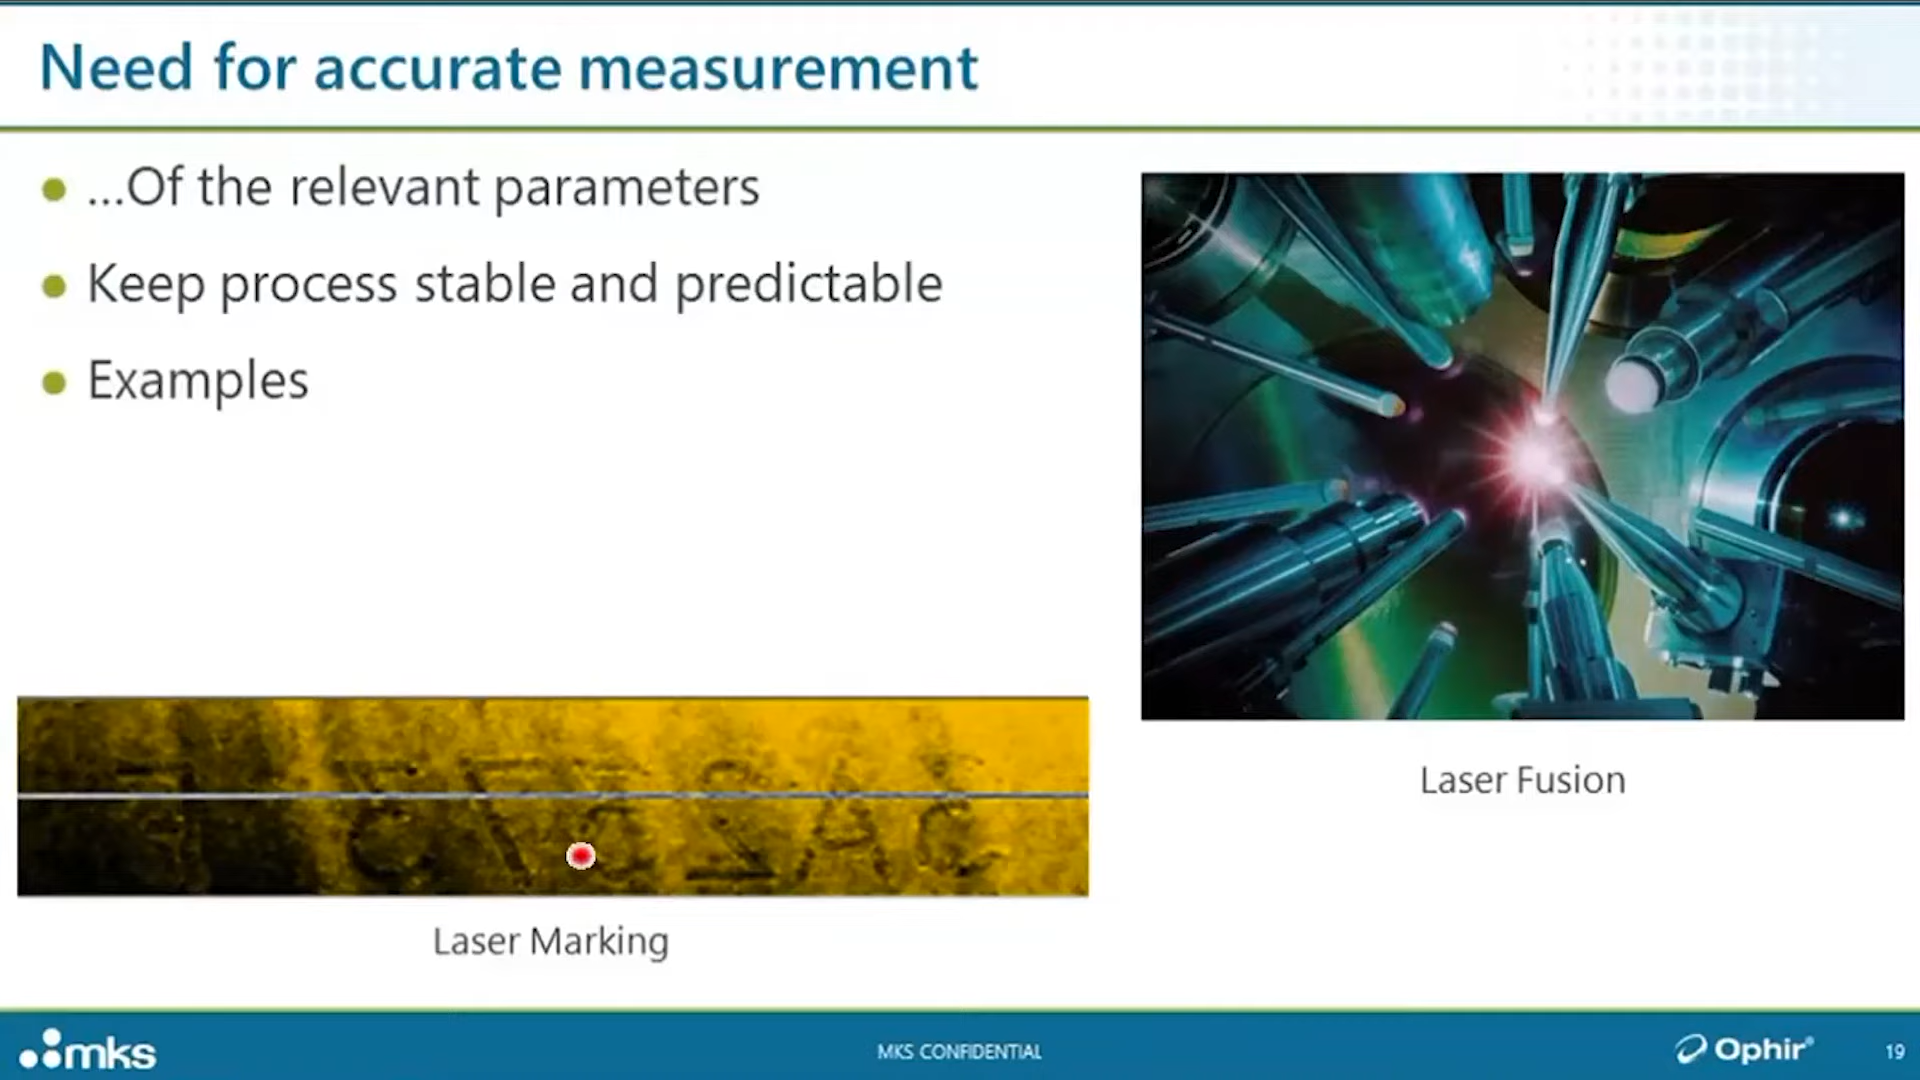 Need for accurate measurement
...Of the relevant parameters
Keep process stable and predictable
Examples
Laser Fusion
Laser Marking
mks
MKS CONFIDENTIAL
Ophir®
19